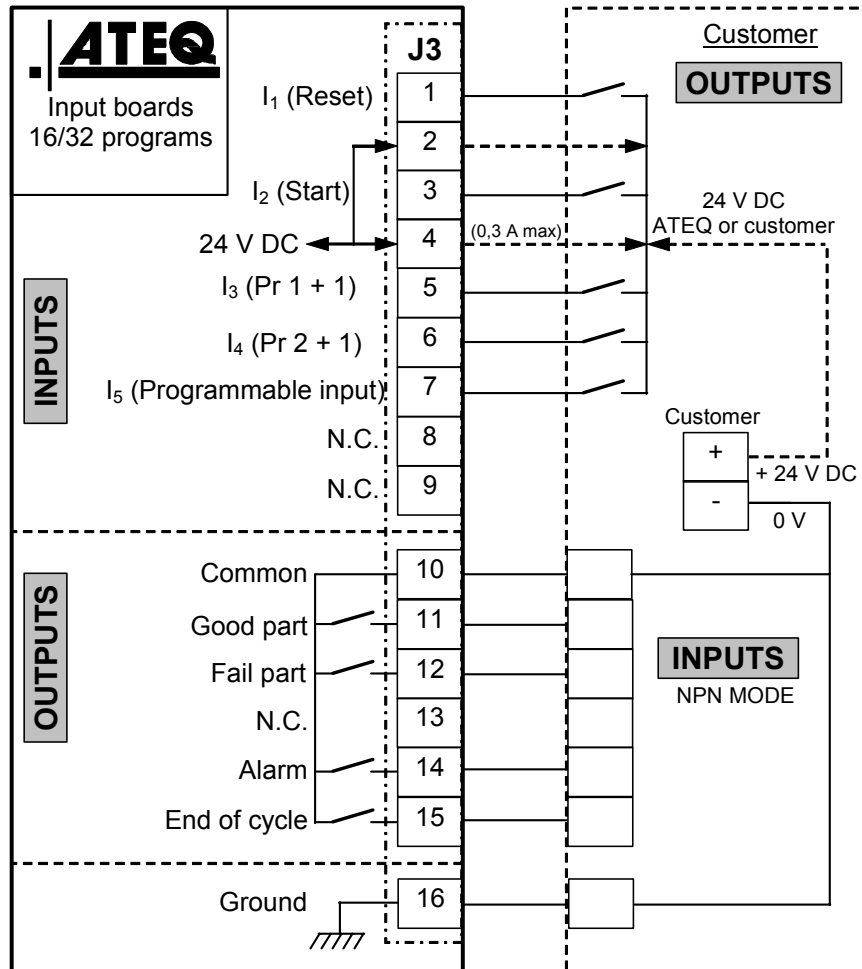 ATEQ
Input boards
16/32 programs
J3
Customer
OUTPUTS
I₁ (Reset)
1
2
I₂ (Start)
3
24 V DC
4
(0,3 A max)
24 V DC
ATEQ or customer
I₃ (Pr 1 + 1)
5
I₄ (Pr 2 + 1)
6
I₅ (Programmable input)
7
N.C.
8
N.C.
9
INPUTS
Customer
+
+ 24 V DC
-
0 V
OUTPUTS
Common
10
Good part
11
Fail part
12
N.C.
13
Alarm
14
End of cycle
15
INPUTS
NPN MODE
Ground
16